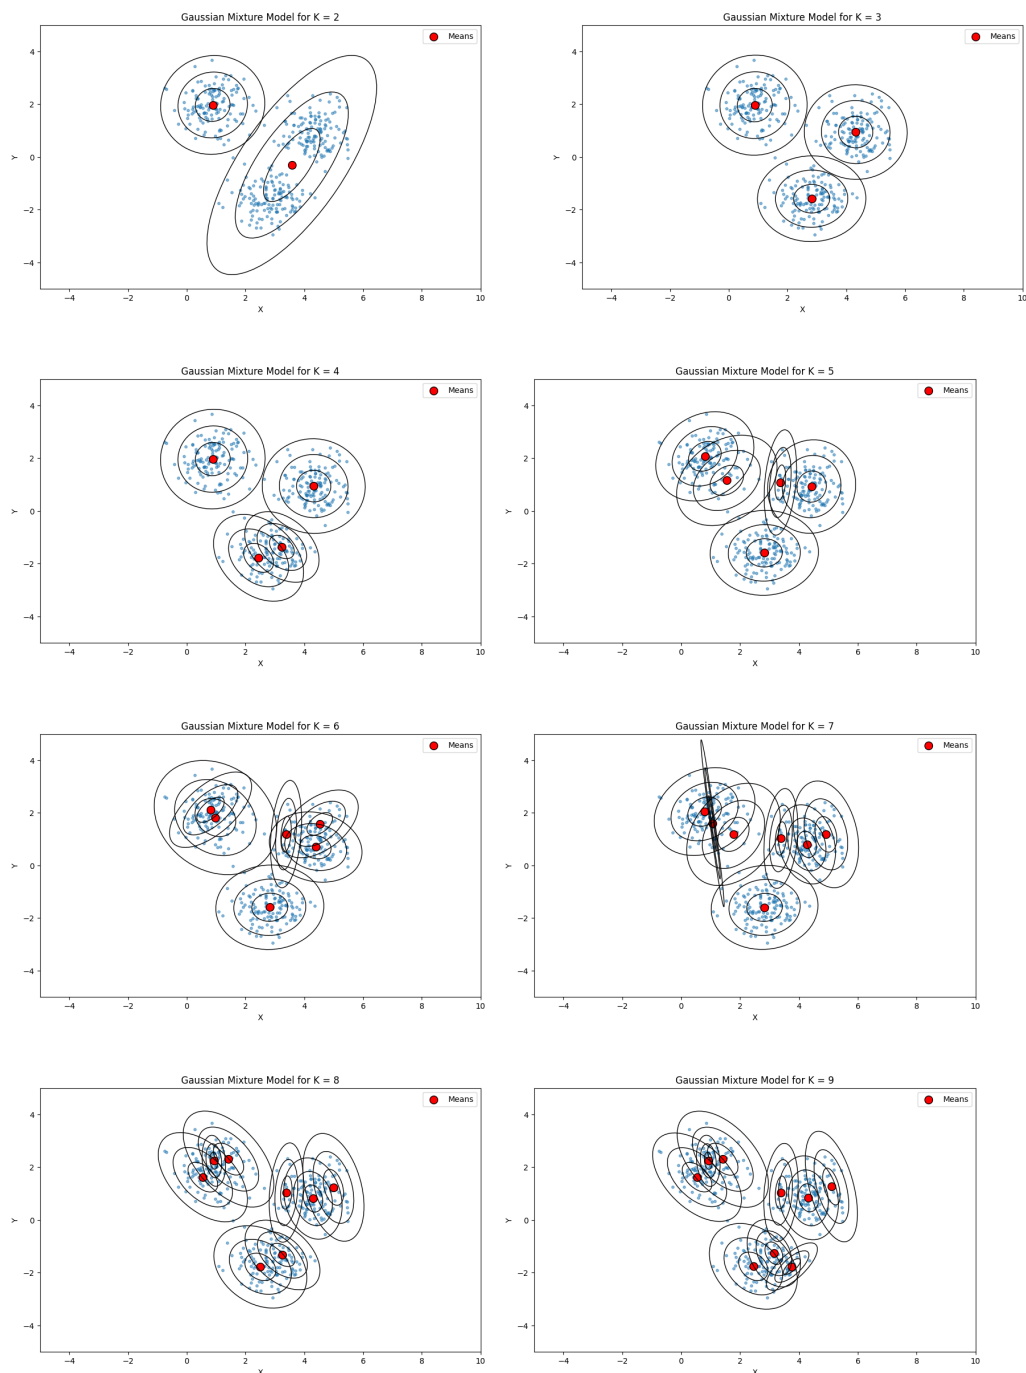 Gaussian Mixture Model for K = 2
Means
4
2
0
−2
−4
Y
−4 −2 0 2 4 6 8 10
X
Gaussian Mixture Model for K = 3
Means
4
2
0
−2
−4
Y
−4 −2 0 2 4 6 8 10
X
Gaussian Mixture Model for K = 4
Means
4
2
0
−2
−4
Y
−4 −2 0 2 4 6 8 10
X
Gaussian Mixture Model for K = 5
Means
4
2
0
−2
−4
Y
−4 −2 0 2 4 6 8 10
X
Gaussian Mixture Model for K = 6
Means
4
2
0
−2
−4
Y
−4 −2 0 2 4 6 8 10
X
Gaussian Mixture Model for K = 7
Means
4
2
0
−2
−4
Y
−4 −2 0 2 4 6 8 10
X
Gaussian Mixture Model for K = 8
Means
4
2
0
−2
−4
Y
−4 −2 0 2 4 6 8 10
X
Gaussian Mixture Model for K = 9
Means
4
2
0
−2
−4
Y
−4 −2 0 2 4 6 8 10
X